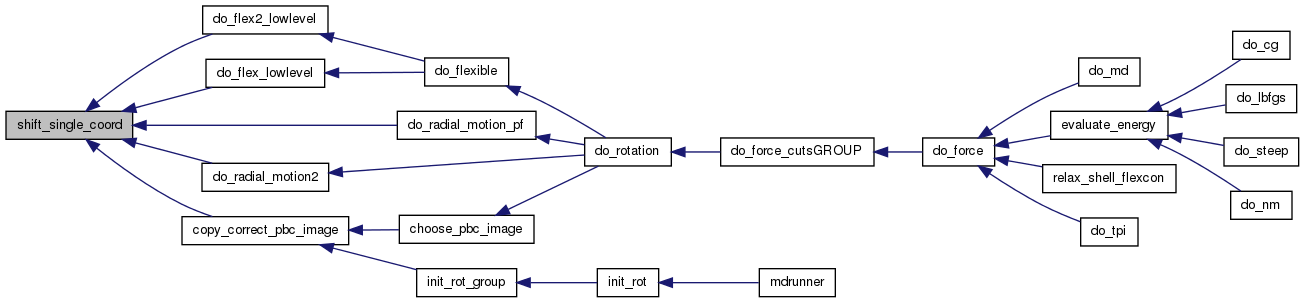 shift_single_coord
do_flex2_lowlevel
do_flex_lowlevel
do_radial_motion_pf
do_radial_motion2
copy_correct_pbc_image
do_flexible
choose_pbc_image
init_rot_group
do_rotation
init_rot
do_force_cutsGROUP
mdrunner
do_force
do_md
evaluate_energy
relax_shell_flexcon
do_tpi
do_cg
do_lbfgs
do_steep
do_nm